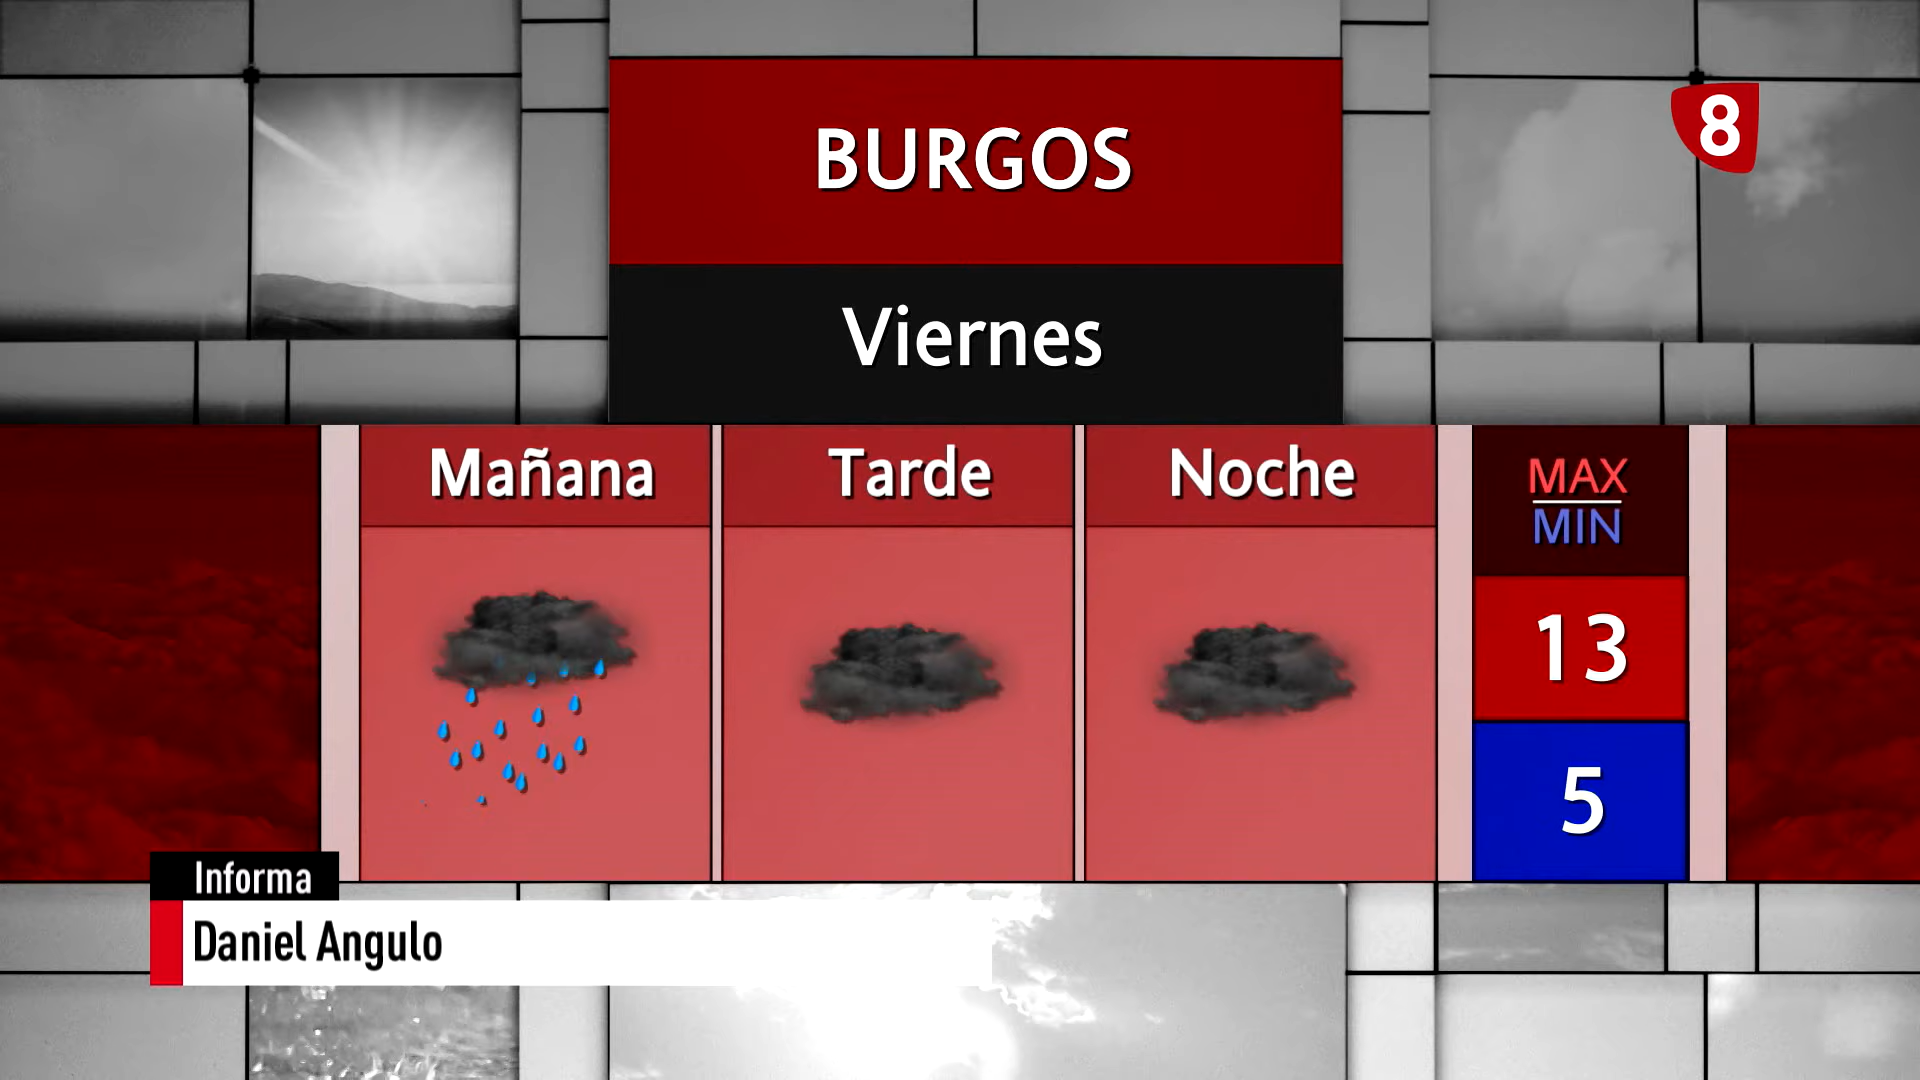 BURGOS
8
Viernes
Mañana
Tarde
Noche
MAX
MIN
13
5
Informa
Daniel Angulo